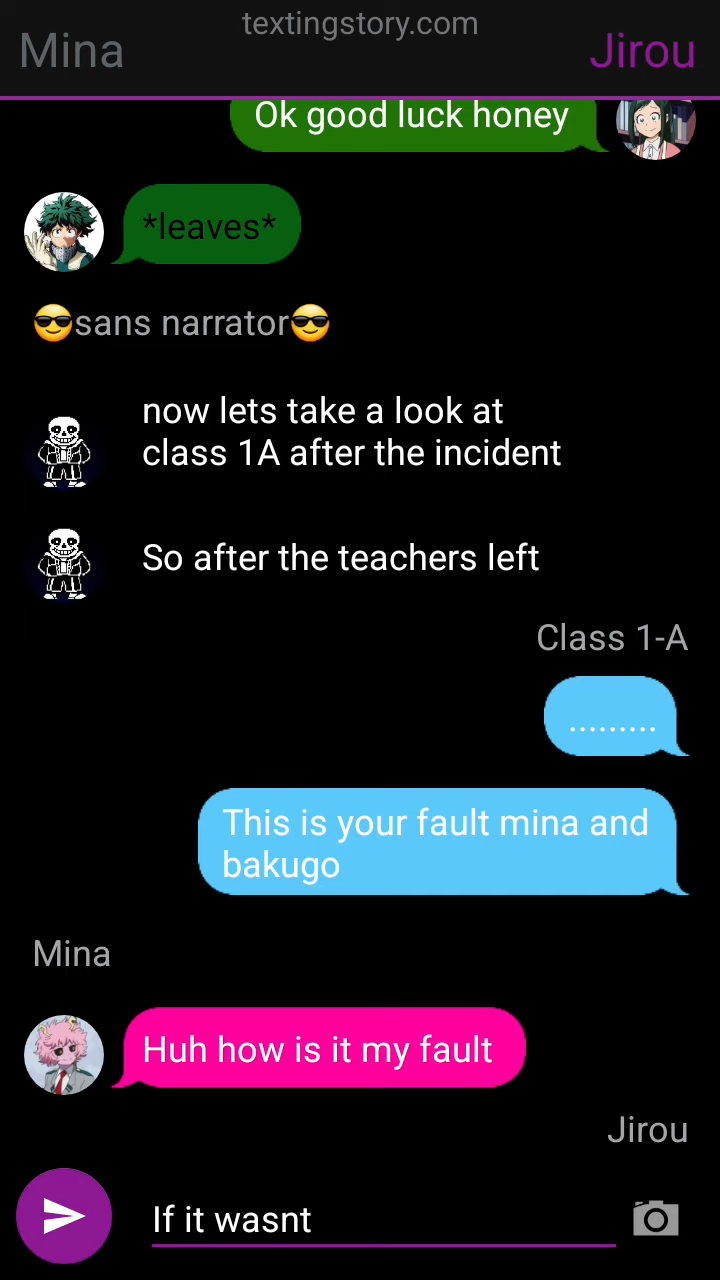 textingstory.com
Mina
Jirou
Ok good luck honey
*leaves*
😎sans narrator😎
now lets take a look at
class 1A after the incident
So after the teachers left
Class 1-A
.........
This is your fault mina and
bakugo
Mina
Huh how is it my fault
Jirou
If it wasnt